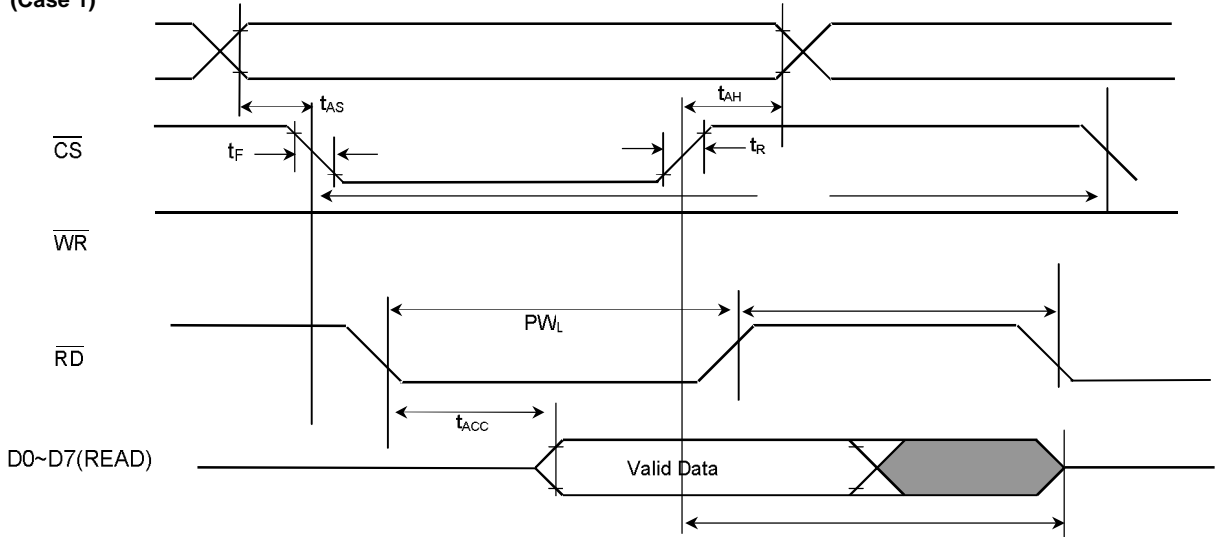 (Case 1)
tAS
tAH
CS
tF
tR
WR
PWL
RD
tACC
D0~D7(READ)
Valid Data